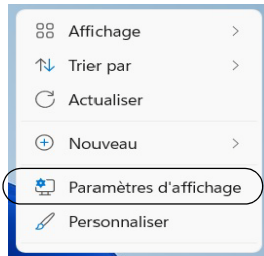 Affichage
Trier par
Actualiser
Nouveau
Paramètres d'affichage
Personnaliser